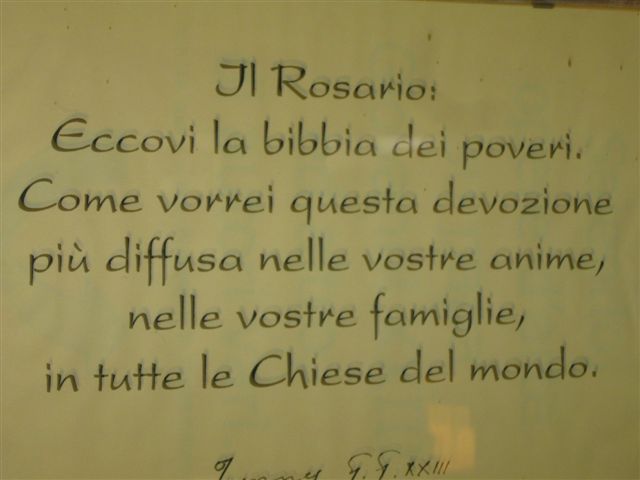 Il Rosario:
Eccovi la bibbia dei poveri.
Come vorrei questa devozione
più diffusa nelle vostre anime,
nelle vostre famiglie,
in tutte le Chiese del mondo.
XXIII